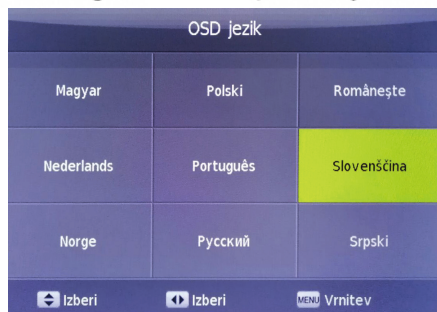 OSD jezik
Magyar Polski Românește
Nederlands Português Slovenščina
Norge Русский Srpski
Izberi Izberi MENU Vrnitev